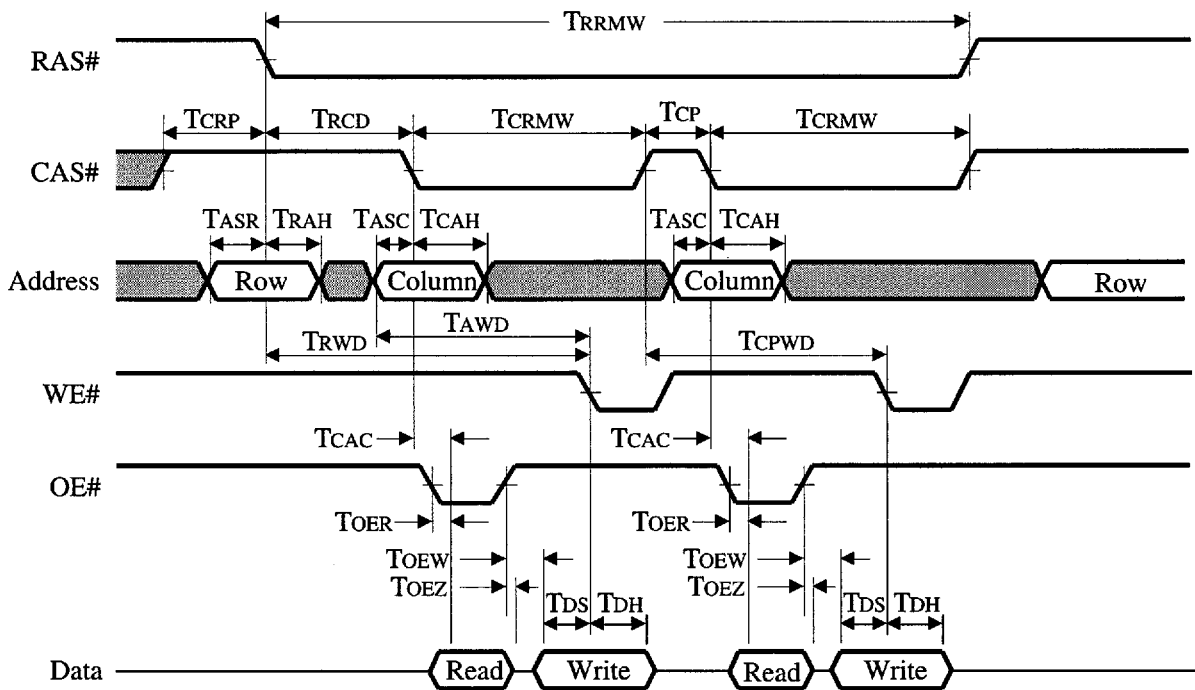 TRRMW
RAS#
TCRP TRCD TCRMW TCP TCRMW
CAS#
TASR TRAH TASC TCAH TASC TCAH
Address Row Column Column Row
TAWD
TRWD TCPWD
WE#
TCAC TCAC
OE#
TOER TOER
TOEW TOEW
TOEZ TOEZ
TDS TDH TDS TDH
Data Read Write Read Write